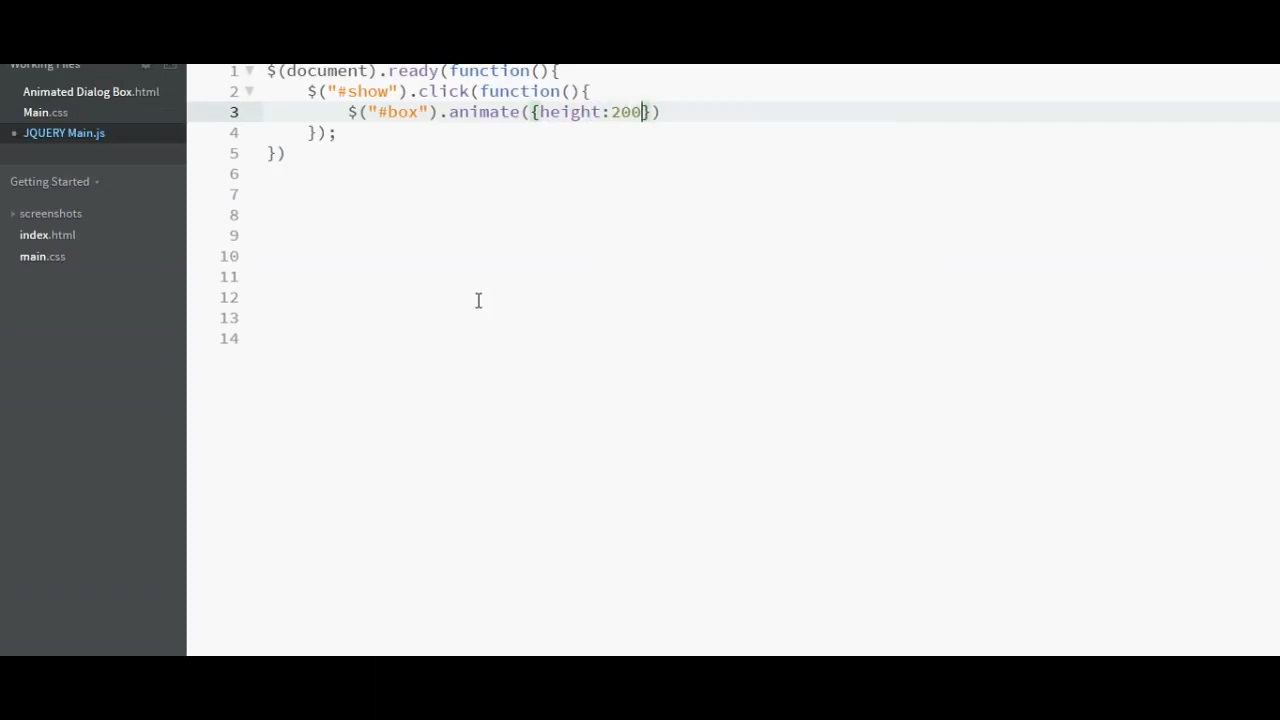 Working Files
Animated Dialog Box.html
Main.css
JQUERY Main.js
Getting Started
screenshots
index.html
main.css
1 $(document).ready(function(){
2 $("#show").click(function(){
3 $("#box").animate({height:200})
4 });
5 })
6
7
8
9
10
11
12
13
14